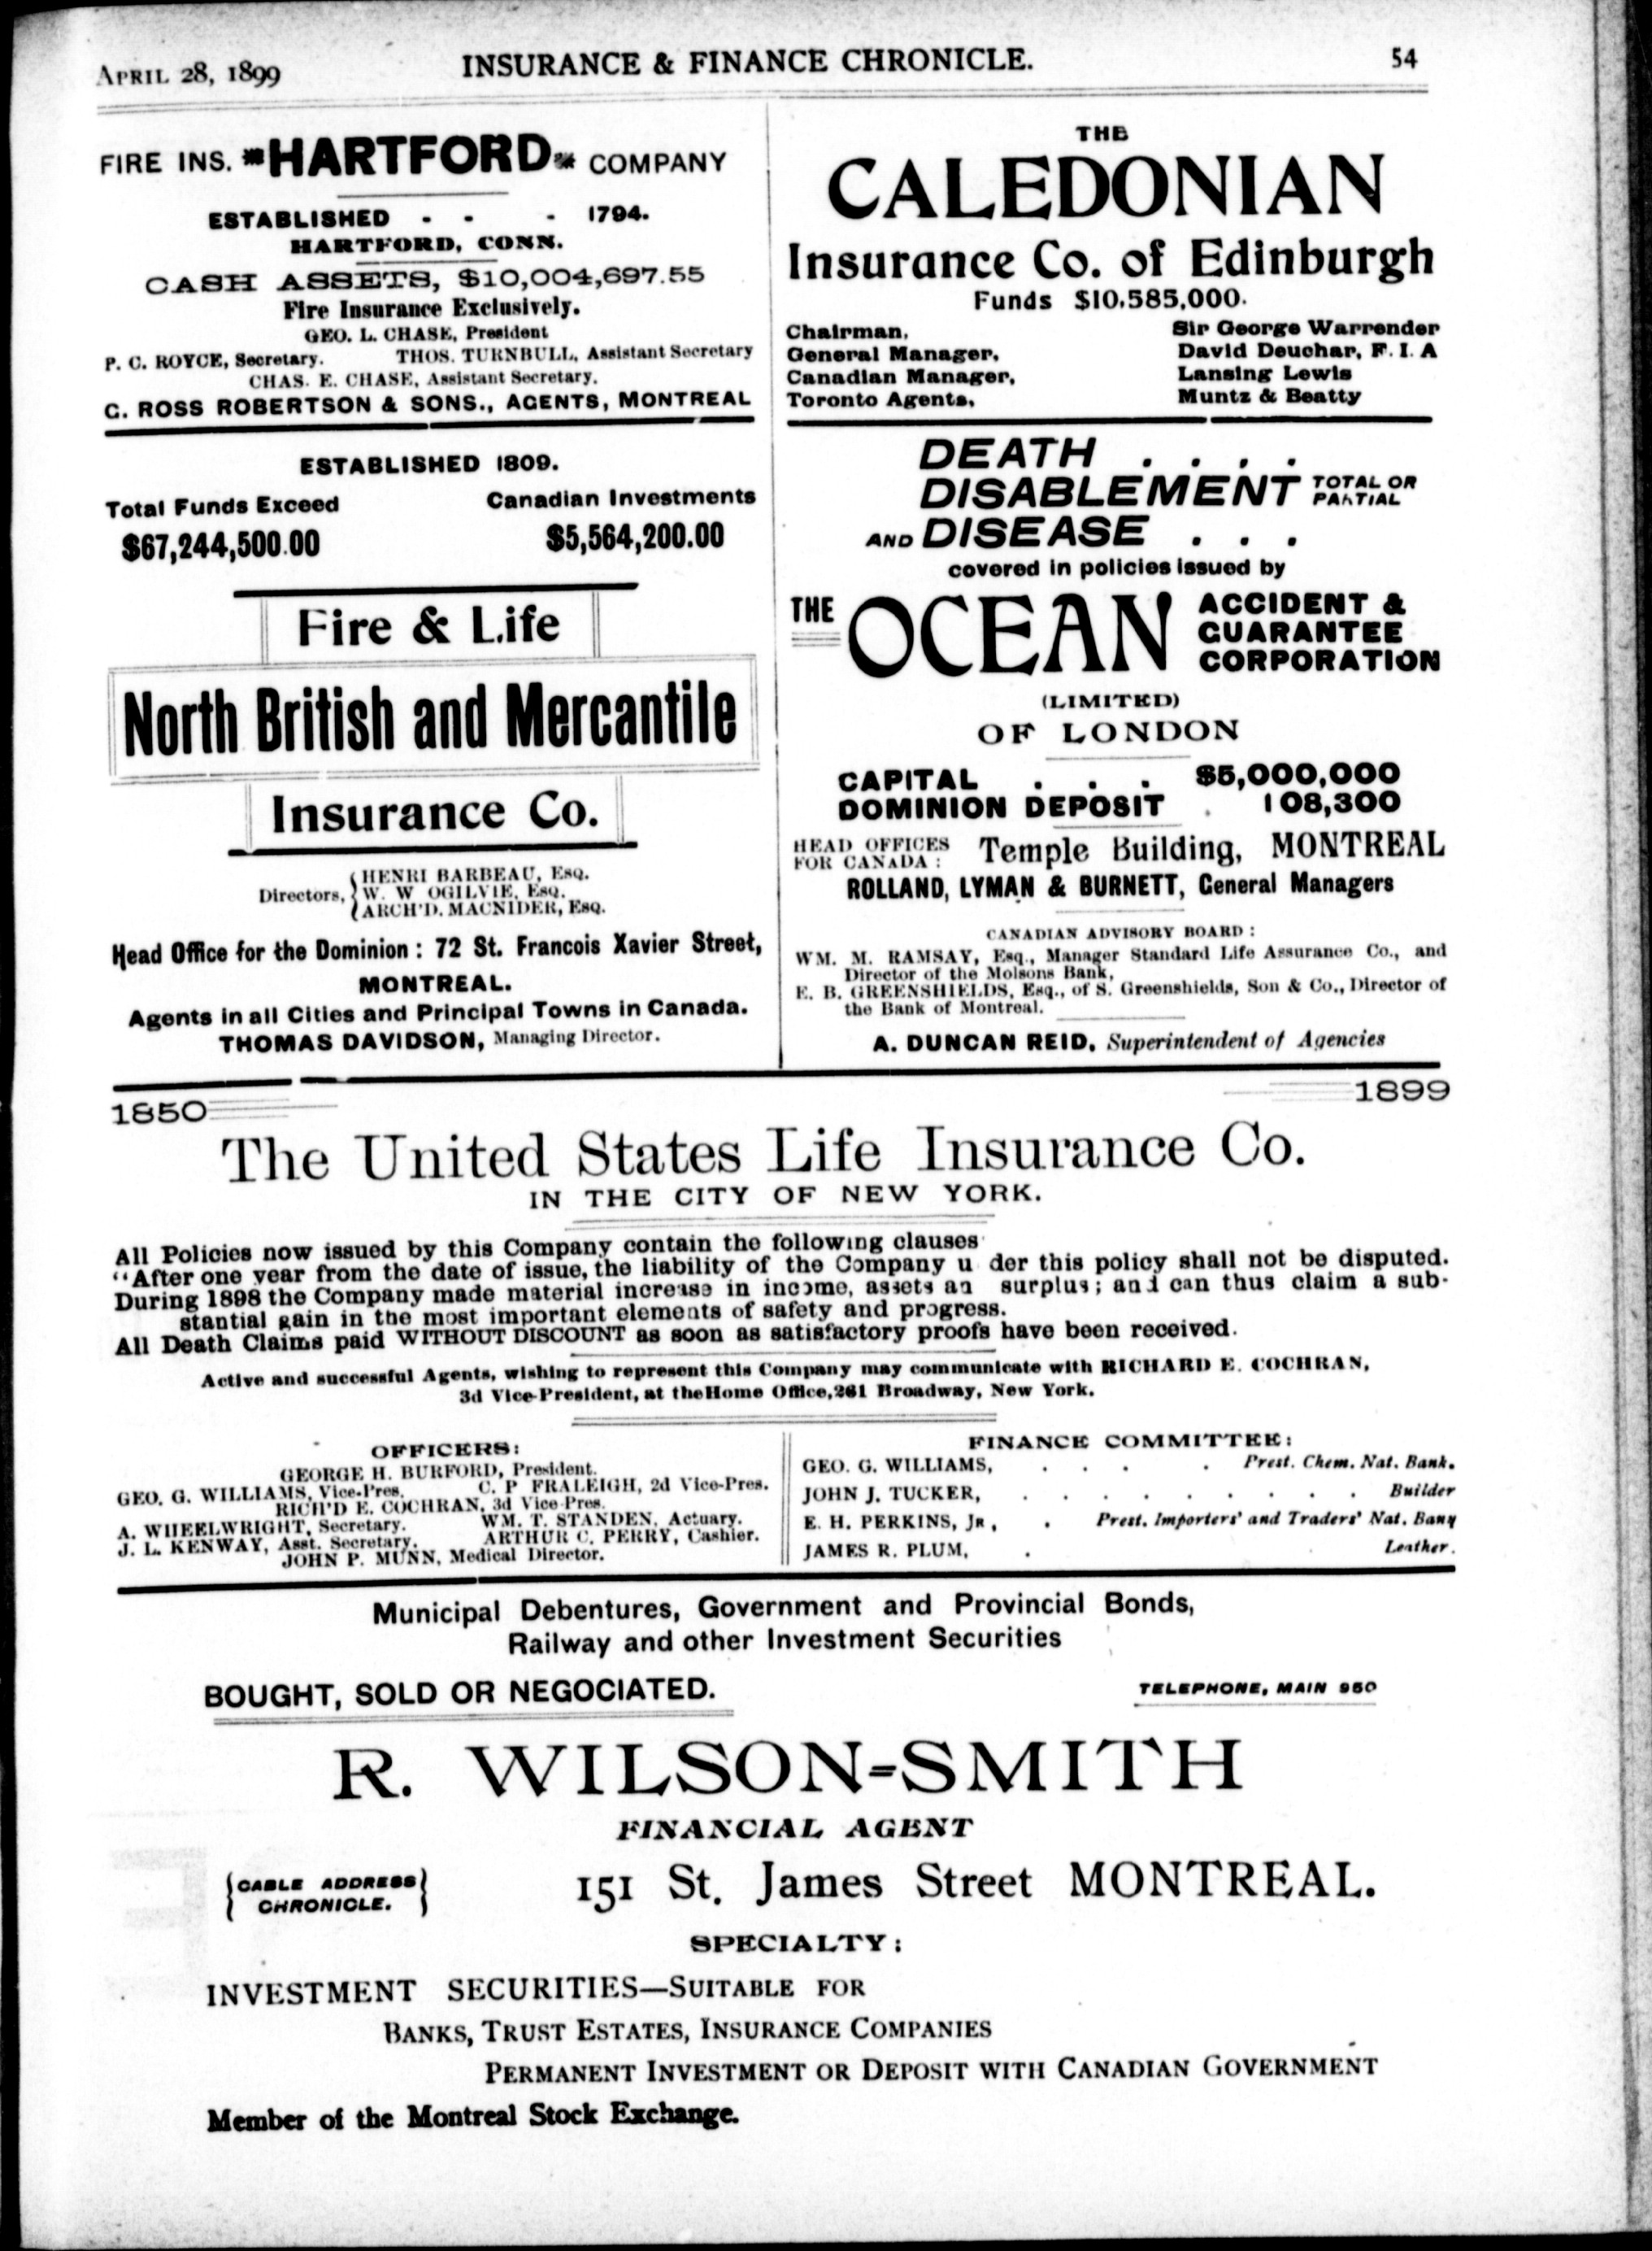 APRIL 28, 1899 INSURANCE & FINANCE CHRONICLE. 54
FIRE INS. HARTFORD COMPANY
ESTABLISHED - - - 1794.
HARTFORD, CONN.
CASH ASSETS, $10,004,697.55
Fire Insurance Exclusively.
GEO. L. CHASE, President
P. C. ROYCE, Secretary. THOS. TURNBULL, Assistant Secretary
CHAS. E. CHASE, Assistant Secretary.
C. ROSS ROBERTSON & SONS., AGENTS, MONTREAL
ESTABLISHED 1809.
Total Funds Exceed Canadian Investments
$67,244,500.00 $5,564,200.00
Fire & Life
North British and Mercantile
Insurance Co.
HENRI BARBEAU, Esq.
Directors, W. W OGILVIE, Esq.
ARCH'D. MACNIDER, Esq.
Head Office for the Dominion : 72 St. Francois Xavier Street,
MONTREAL.
Agents in all Cities and Principal Towns in Canada.
THOMAS DAVIDSON, Managing Director.
THE
CALEDONIAN
Insurance Co. of Edinburgh
Funds $10,585,000.
Chairman, Sir George Warrender
General Manager, David Deuchar, F. I. A
Canadian Manager, Lansing Lewis
Toronto Agents, Muntz & Beatty
DEATH . . . .
DISABLEMENT TOTAL OR PARTIAL
AND DISEASE . . .
covered in policies issued by
THE OCEAN ACCIDENT &
GUARANTEE
CORPORATION
(LIMITED)
OF LONDON
CAPITAL . . . $5,000,000
DOMINION DEPOSIT . 108,300
HEAD OFFICES FOR CANADA : Temple Building, MONTREAL
ROLLAND, LYMAN & BURNETT, General Managers
CANADIAN ADVISORY BOARD :
WM. M. RAMSAY, Esq., Manager Standard Life Assurance Co., and
Director of the Molsons Bank,
E. B. GREENSHIELDS, Esq., of S. Greenshields, Son & Co., Director of
the Bank of Montreal.
A. DUNCAN REID, Superintendent of Agencies
1850 1899
The United States Life Insurance Co.
IN THE CITY OF NEW YORK.
All Policies now issued by this Company contain the following clauses
"After one year from the date of issue, the liability of the Company u der this policy shall not be disputed.
During 1898 the Company made material increase in income, assets an surplus; and can thus claim a sub-
stantial gain in the most important elements of safety and progress.
All Death Claims paid WITHOUT DISCOUNT as soon as satisfactory proofs have been received.
Active and successful Agents, wishing to represent this Company may communicate with RICHARD E. COCHRAN,
3d Vice-President, at the Home Office, 261 Broadway, New York.
OFFICERS:
GEORGE H. BURFORD, President.
GEO. G. WILLIAMS, Vice-Pres. C. P FRALEIGH, 2d Vice-Pres.
RICH'D E. COCHRAN, 3d Vice Pres.
A. WHEELWRIGHT, Secretary. WM. T. STANDEN, Actuary.
J. L. KENWAY, Asst. Secretary. ARTHUR C. PERRY, Cashier.
JOHN P. MUNN, Medical Director.
FINANCE COMMITTEE:
GEO. G. WILLIAMS, . . . . Prest. Chem. Nat. Bank.
JOHN J. TUCKER, . . . . . . . . . Builder
E. H. PERKINS, JR, . Prest. Importers' and Traders' Nat. Bany
JAMES R. PLUM, . Leather.
Municipal Debentures, Government and Provincial Bonds,
Railway and other Investment Securities
BOUGHT, SOLD OR NEGOCIATED. TELEPHONE, MAIN 950
R. WILSON-SMITH
FINANCIAL AGENT
CABLE ADDRESS
CHRONICLE.
151 St. James Street MONTREAL.
SPECIALTY :
INVESTMENT SECURITIES—SUITABLE FOR
BANKS, TRUST ESTATES, INSURANCE COMPANIES
PERMANENT INVESTMENT OR DEPOSIT WITH CANADIAN GOVERNMENT
Member of the Montreal Stock Exchange.